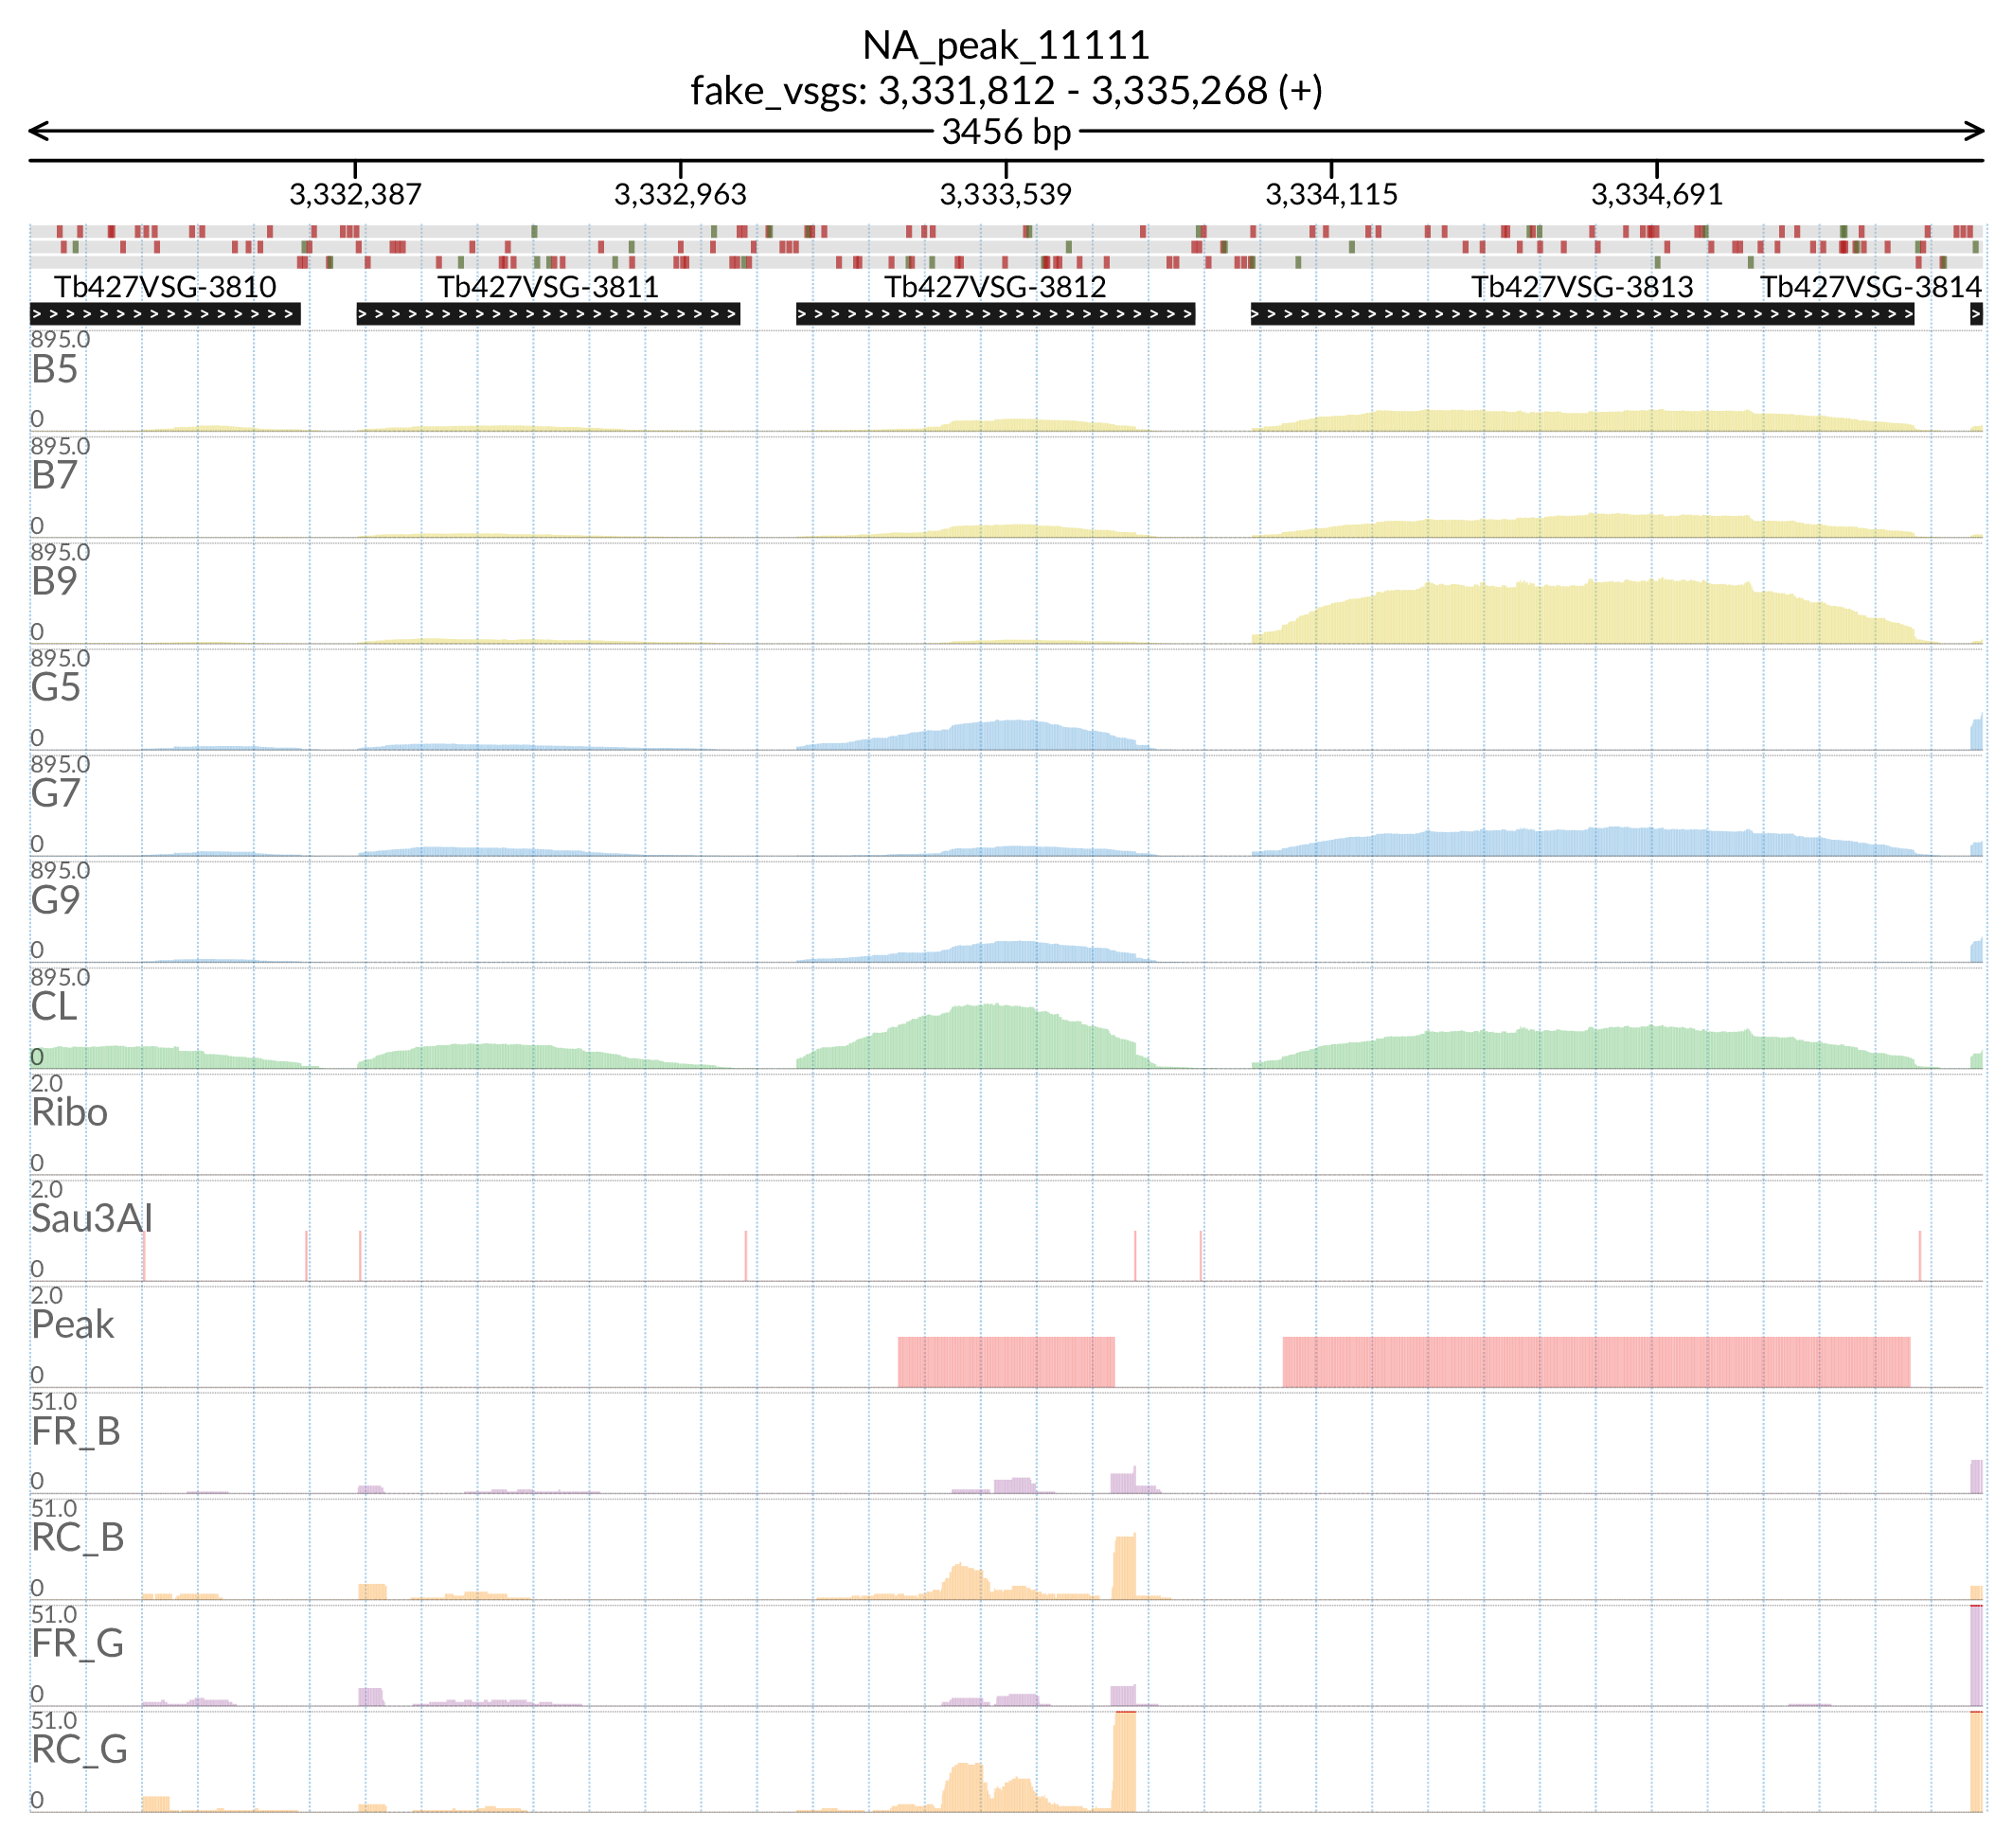 NA_peak_11111
fake_vsgs: 3,331,812 - 3,335,268 (+)
3456 bp
3,332,387 3,332,963 3,333,539 3,334,115 3,334,691
Tb427VSG-3810 Tb427VSG-3811 Tb427VSG-3812 Tb427VSG-3813 Tb427VSG-3814
895.0
B5
0
895.0
B7
0
895.0
B9
0
895.0
G5
0
895.0
G7
0
895.0
G9
0
895.0
CL
0
2.0
Ribo
0
2.0
Sau3AI
0
2.0
Peak
0
51.0
FR_B
0
51.0
RC_B
0
51.0
FR_G
0
51.0
RC_G
0